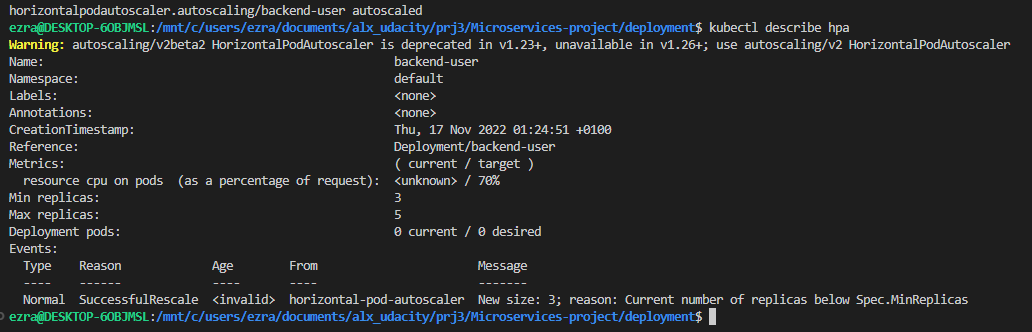 horizontalpodautoscaler.autoscaling/backend-user autoscaled
ezra@DESKTOP-6OBJMSL:/mnt/c/users/ezra/documents/alx_udacity/prj3/Microservices-project/deployment$ kubectl describe hpa
Warning: autoscaling/v2beta2 HorizontalPodAutoscaler is deprecated in v1.23+, unavailable in v1.26+; use autoscaling/v2 HorizontalPodAutoscaler
Name: backend-user
Namespace: default
Labels: <none>
Annotations: <none>
CreationTimestamp: Thu, 17 Nov 2022 01:24:51 +0100
Reference: Deployment/backend-user
Metrics: ( current / target )
resource cpu on pods (as a percentage of request): <unknown> / 70%
Min replicas: 3
Max replicas: 5
Deployment pods: 0 current / 0 desired
Events:
Type Reason Age From Message
---- ------ ---- ---- -------
Normal SuccessfulRescale <invalid> horizontal-pod-autoscaler New size: 3; reason: Current number of replicas below Spec.MinReplicas
ezra@DESKTOP-6OBJMSL:/mnt/c/users/ezra/documents/alx_udacity/prj3/Microservices-project/deployment$